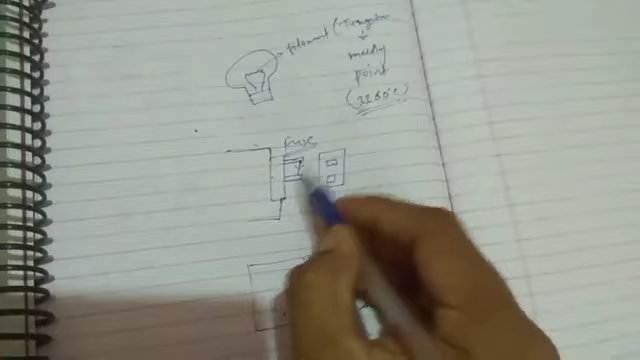 filament (Tungsten
melting
point
(3380°C)
fuse